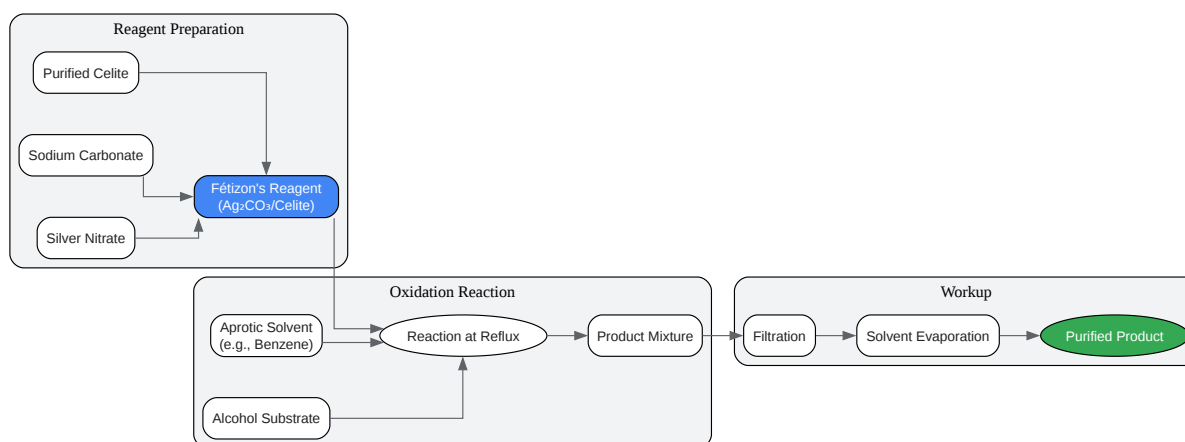 Reagent Preparation
Purified Celite
Sodium Carbonate
Fétizon's Reagent
(Ag₂CO₃/Celite)
Silver Nitrate
Oxidation Reaction
Workup
Aprotic Solvent
(e.g., Benzene)
Reaction at Reflux
Product Mixture
Filtration
Solvent Evaporation
Purified Product
Alcohol Substrate